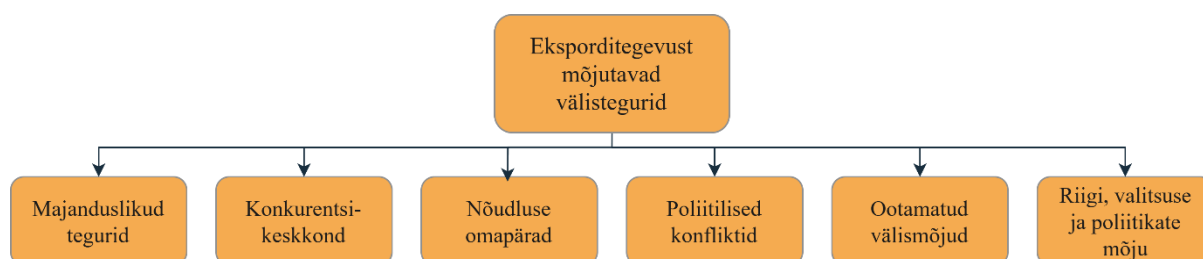 Eksporditegevust
mõjutavad
välistegurid
Majanduslikud
tegurid
Konkurentsi-
keskkond
Nõudluse
omapärad
Poliitilised
konfliktid
Ootamatud
välismõjud
Riigi, valitsuse
ja poliitikate
mõju